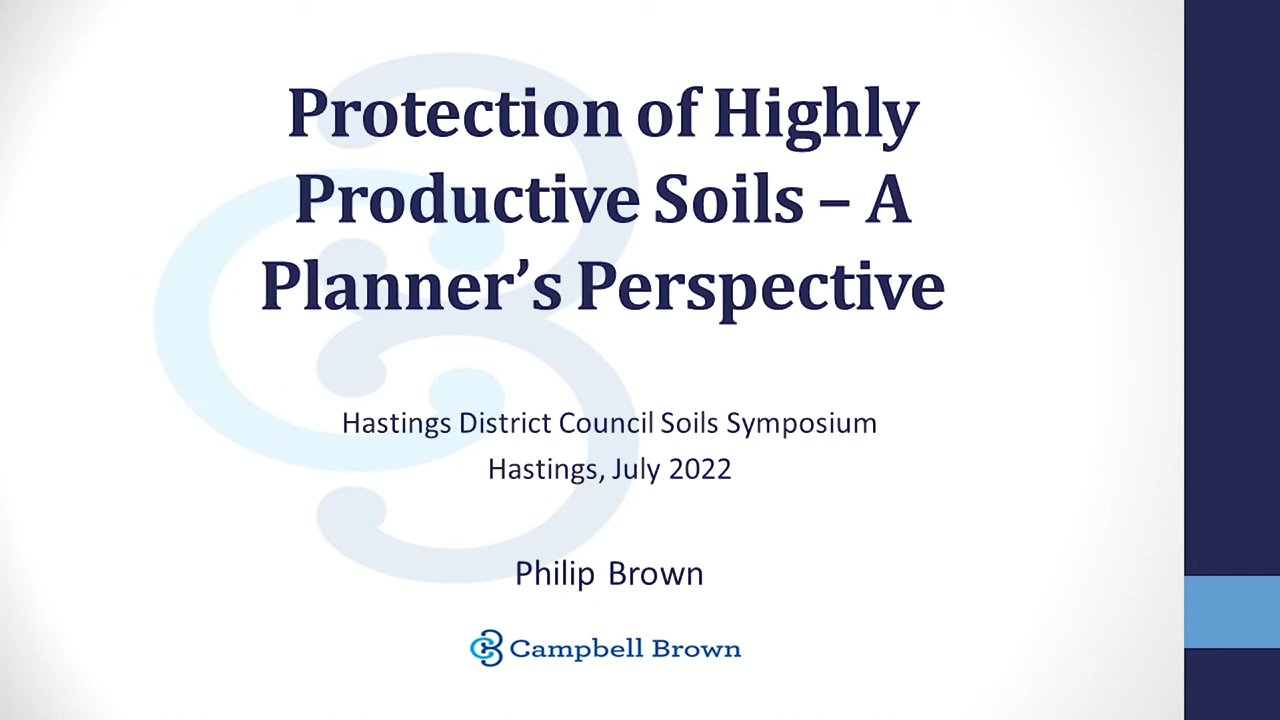 Protection of Highly
Productive Soils – A
Planner’s Perspective
Hastings District Council Soils Symposium
Hastings, July 2022
Philip Brown
Campbell Brown